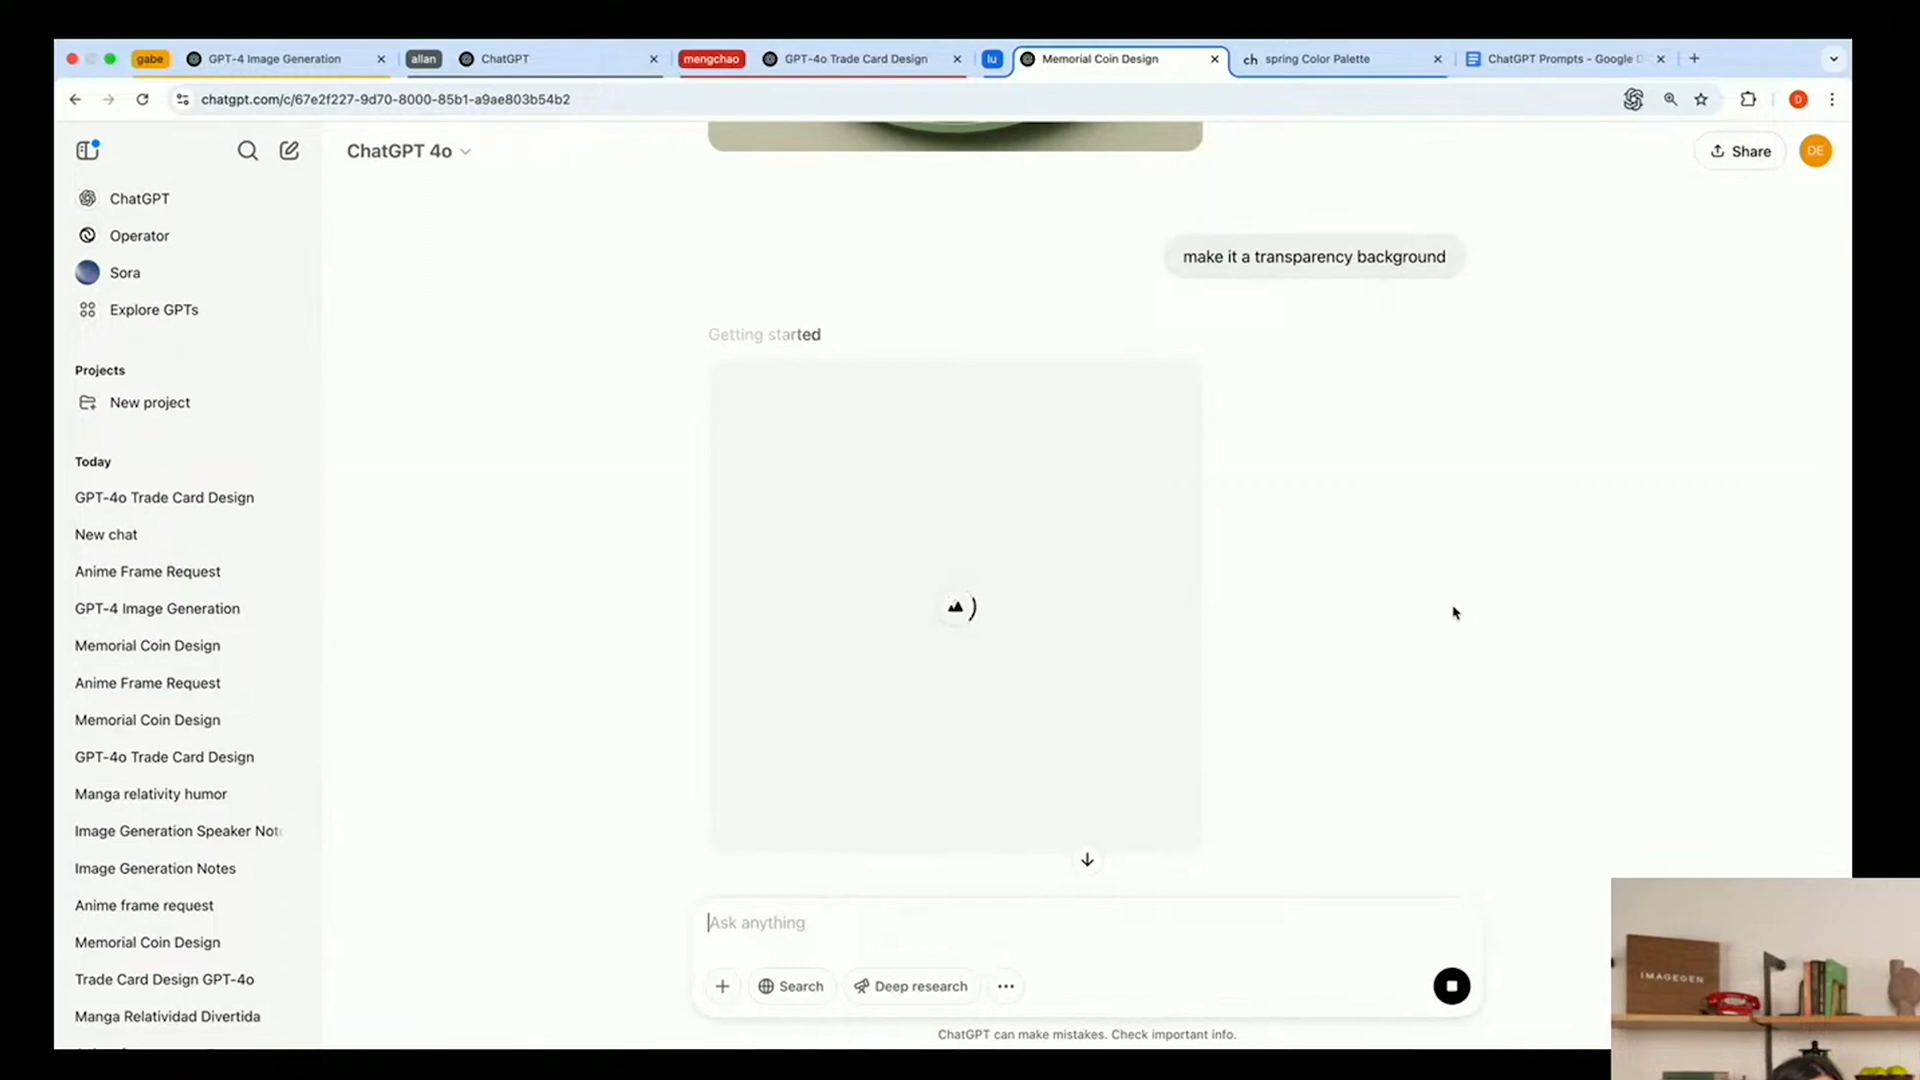 gabe
GPT-4 Image Generation
allan
ChatGPT
mengchao
GPT-4o Trade Card Design
lu
Memorial Coin Design
ch spring Color Palette
ChatGPT Prompts - Google D
chatgpt.com/c/67e2f227-9d70-8000-85b1-a9ae803b54b2
D
ChatGPT 4o
Share
DE
ChatGPT
Operator
Sora
Explore GPTs
Projects
New project
Today
GPT-4o Trade Card Design
New chat
Anime Frame Request
GPT-4 Image Generation
Memorial Coin Design
Anime Frame Request
Memorial Coin Design
GPT-4o Trade Card Design
Manga relativity humor
Image Generation Speaker Not
Image Generation Notes
Anime frame request
Memorial Coin Design
Trade Card Design GPT-4o
Manga Relatividad Divertida
make it a transparency background
Getting started
Ask anything
Search
Deep research
ChatGPT can make mistakes. Check important info.
IMAGEGEN